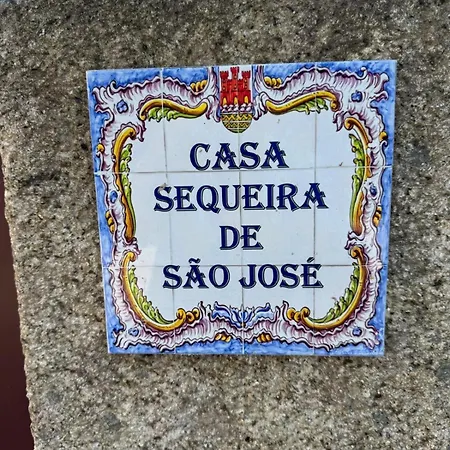 CASA
SEQUEIRA
DE
SÃO JOSÉ